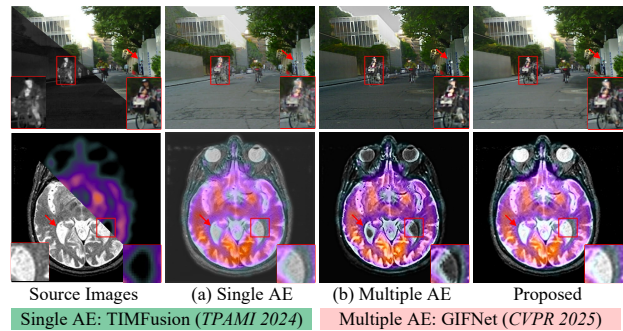 Source Images (a) Single AE (b) Multiple AE Proposed
Single AE: TIMFusion (TPAMI 2024) Multiple AE: GIFNet (CVPR 2025)